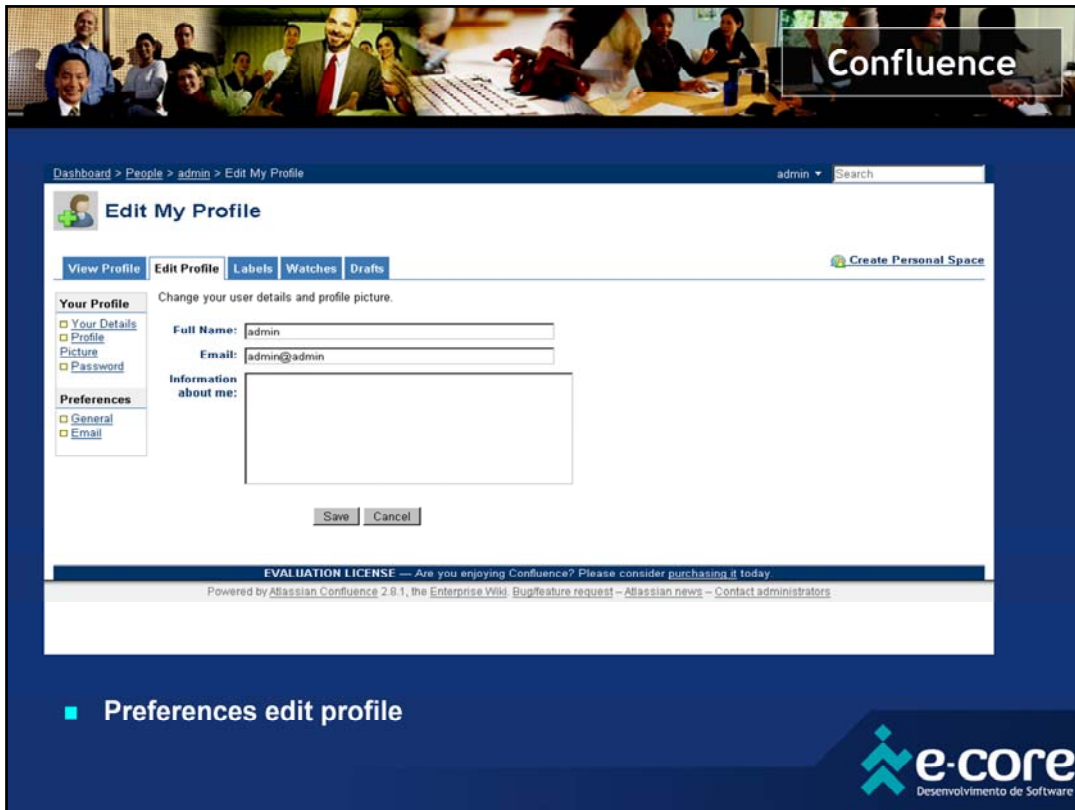 Confluence
Dashboard > People > admin > Edit My Profile
admin
Search
Edit My Profile
View Profile
Edit Profile
Labels
Watches
Drafts
Create Personal Space
Your Profile
Your Details
Profile
Picture
Password
Preferences
General
Email
Change your user details and profile picture.
Full Name: admin
Email: admin@admin
Information
about me:
Save
Cancel
EVALUATION LICENSE — Are you enjoying Confluence? Please consider purchasing it today.
Powered by Atlassian Confluence 2.8.1, the Enterprise Wiki. Bug/feature request – Atlassian news – Contact administrators
Preferences edit profile
e-core
Desenvolvimento de Software